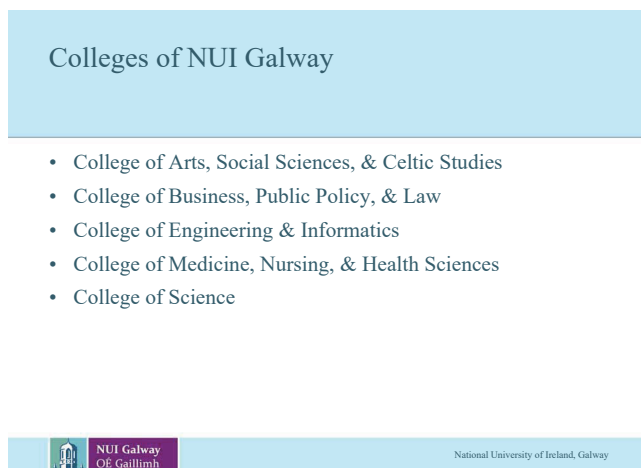 Colleges of NUI Galway
• College of Arts, Social Sciences, & Celtic Studies
• College of Business, Public Policy, & Law
• College of Engineering & Informatics
• College of Medicine, Nursing, & Health Sciences
• College of Science
NUI Galway
OÉ Gaillimh
National University of Ireland, Galway